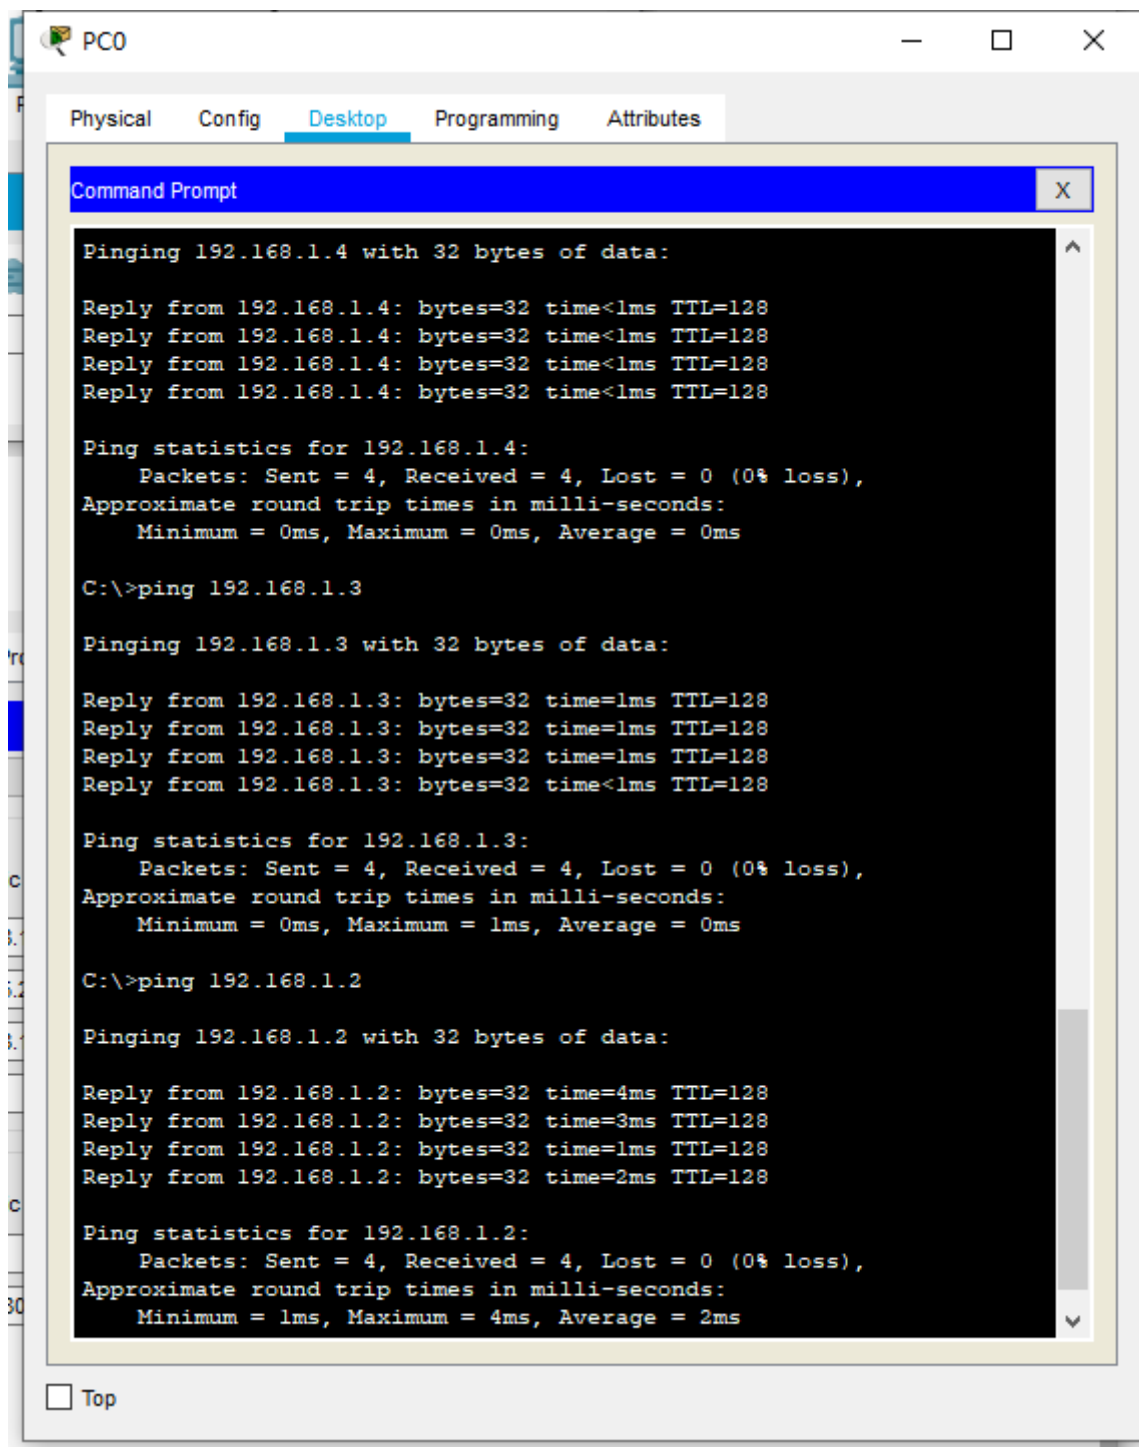 PC0
Physical Config Desktop Programming Attributes
Command Prompt X
Pinging 192.168.1.4 with 32 bytes of data:
Reply from 192.168.1.4: bytes=32 time<1ms TTL=128
Reply from 192.168.1.4: bytes=32 time<1ms TTL=128
Reply from 192.168.1.4: bytes=32 time<1ms TTL=128
Reply from 192.168.1.4: bytes=32 time<1ms TTL=128
Ping statistics for 192.168.1.4:
Packets: Sent = 4, Received = 4, Lost = 0 (0% loss),
Approximate round trip times in milli-seconds:
Minimum = 0ms, Maximum = 0ms, Average = 0ms
C:\>ping 192.168.1.3
Pinging 192.168.1.3 with 32 bytes of data:
Reply from 192.168.1.3: bytes=32 time=1ms TTL=128
Reply from 192.168.1.3: bytes=32 time=1ms TTL=128
Reply from 192.168.1.3: bytes=32 time=1ms TTL=128
Reply from 192.168.1.3: bytes=32 time<1ms TTL=128
Ping statistics for 192.168.1.3:
Packets: Sent = 4, Received = 4, Lost = 0 (0% loss),
Approximate round trip times in milli-seconds:
Minimum = 0ms, Maximum = 1ms, Average = 0ms
C:\>ping 192.168.1.2
Pinging 192.168.1.2 with 32 bytes of data:
Reply from 192.168.1.2: bytes=32 time=4ms TTL=128
Reply from 192.168.1.2: bytes=32 time=3ms TTL=128
Reply from 192.168.1.2: bytes=32 time=1ms TTL=128
Reply from 192.168.1.2: bytes=32 time=2ms TTL=128
Ping statistics for 192.168.1.2:
Packets: Sent = 4, Received = 4, Lost = 0 (0% loss),
Approximate round trip times in milli-seconds:
Minimum = 1ms, Maximum = 4ms, Average = 2ms
Top